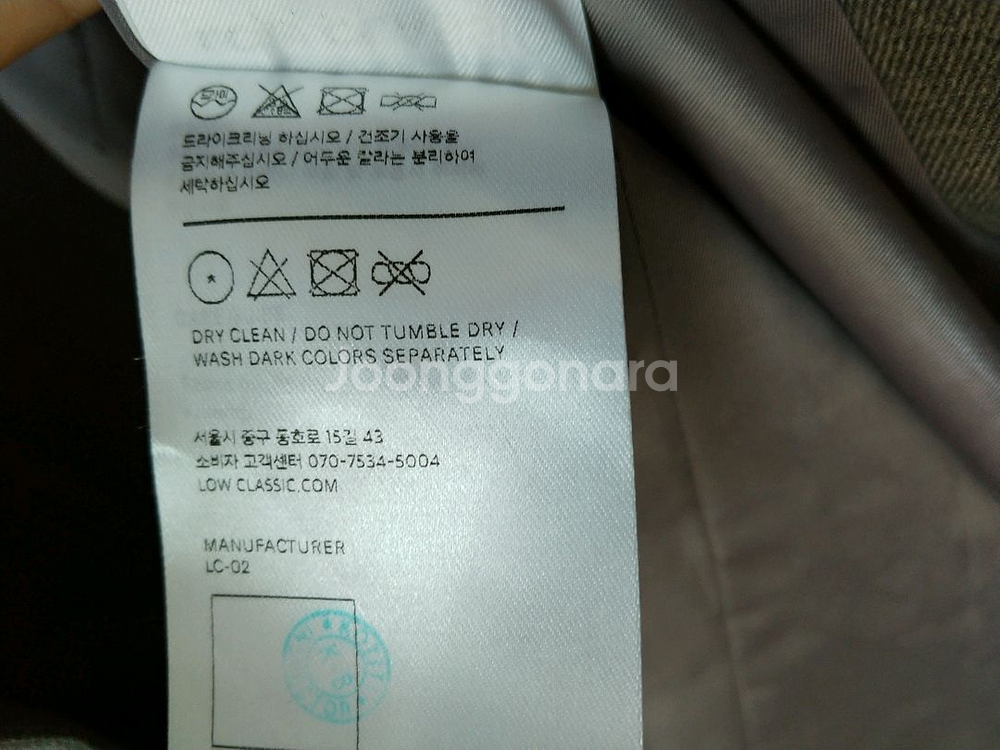 드라이
드라이크리닝 하십시오 / 건조기 사용을
금지해주십시오 / 어두운 칼라는 분리하여
세탁하십시오
DRY CLEAN / DO NOT TUMBLE DRY /
WASH DARK COLORS SEPARATELY
Joonggonara
서울시 중구 동호로 15길 43
소비자 고객센터 070-7534-5004
LOW CLASSIC.COM
MANUFACTURER
LC-02